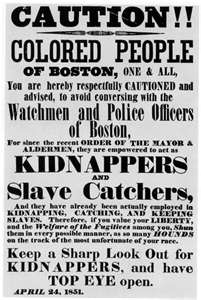 CAUTION!!
COLORED PEOPLE
OF BOSTON, ONE & ALL,
You are hereby respectfully CAUTIONED and
advised, to avoid conversing with the
Watchmen and Police Officers
of Boston,
For since the recent ORDER OF THE MAYOR &
ALDERMEN, they are empowered to act as
KIDNAPPERS
AND
Slave Catchers,
And they have already been actually employed in
KIDNAPPING, CATCHING, AND KEEPING
SLAVES. Therefore, if you value your LIBERTY,
and the Welfare of the Fugitives among you, Shun
them in every possible manner, as so many HOUNDS
on the track of the most unfortunate of your race.
Keep a Sharp Look Out for
KIDNAPPERS, and have
TOP EYE open.
APRIL 24, 1851.